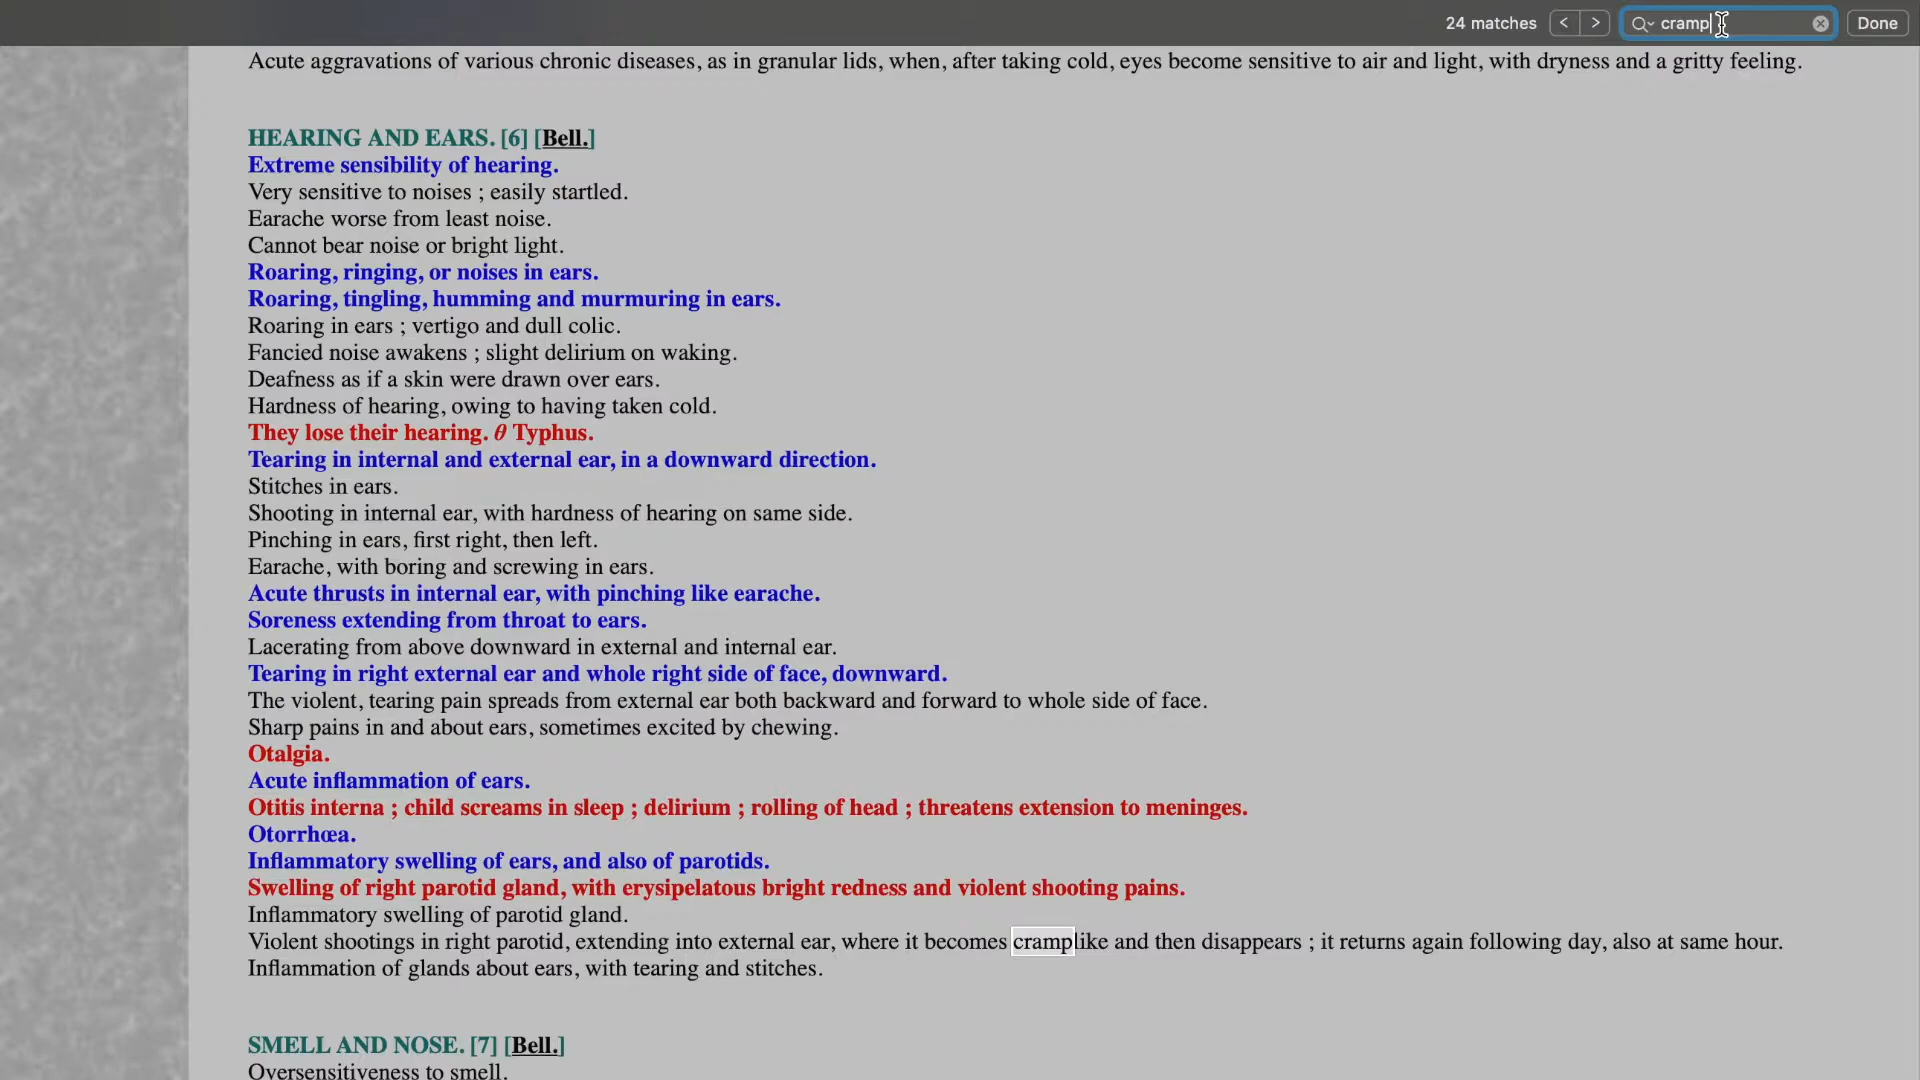 24 matches < > cramp Done
Acute aggravations of various chronic diseases, as in granular lids, when, after taking cold, eyes become sensitive to air and light, with dryness and a gritty feeling.
HEARING AND EARS. [6] [Bell.]
Extreme sensibility of hearing.
Very sensitive to noises ; easily startled.
Earache worse from least noise.
Cannot bear noise or bright light.
Roaring, ringing, or noises in ears.
Roaring, tingling, humming and murmuring in ears.
Roaring in ears ; vertigo and dull colic.
Fancied noise awakens ; slight delirium on waking.
Deafness as if a skin were drawn over ears.
Hardness of hearing, owing to having taken cold.
They lose their hearing. θ Typhus.
Tearing in internal and external ear, in a downward direction.
Stitches in ears.
Shooting in internal ear, with hardness of hearing on same side.
Pinching in ears, first right, then left.
Earache, with boring and screwing in ears.
Acute thrusts in internal ear, with pinching like earache.
Soreness extending from throat to ears.
Lacerating from above downward in external and internal ear.
Tearing in right external ear and whole right side of face, downward.
The violent, tearing pain spreads from external ear both backward and forward to whole side of face.
Sharp pains in and about ears, sometimes excited by chewing.
Otalgia.
Acute inflammation of ears.
Otitis interna ; child screams in sleep ; delirium ; rolling of head ; threatens extension to meninges.
Otorrhœa.
Inflammatory swelling of ears, and also of parotids.
Swelling of right parotid gland, with erysipelatous bright redness and violent shooting pains.
Inflammatory swelling of parotid gland.
Violent shootings in right parotid, extending into external ear, where it becomes cramplike and then disappears ; it returns again following day, also at same hour.
Inflammation of glands about ears, with tearing and stitches.
SMELL AND NOSE. [7] [Bell.]
Oversensitiveness to smell.